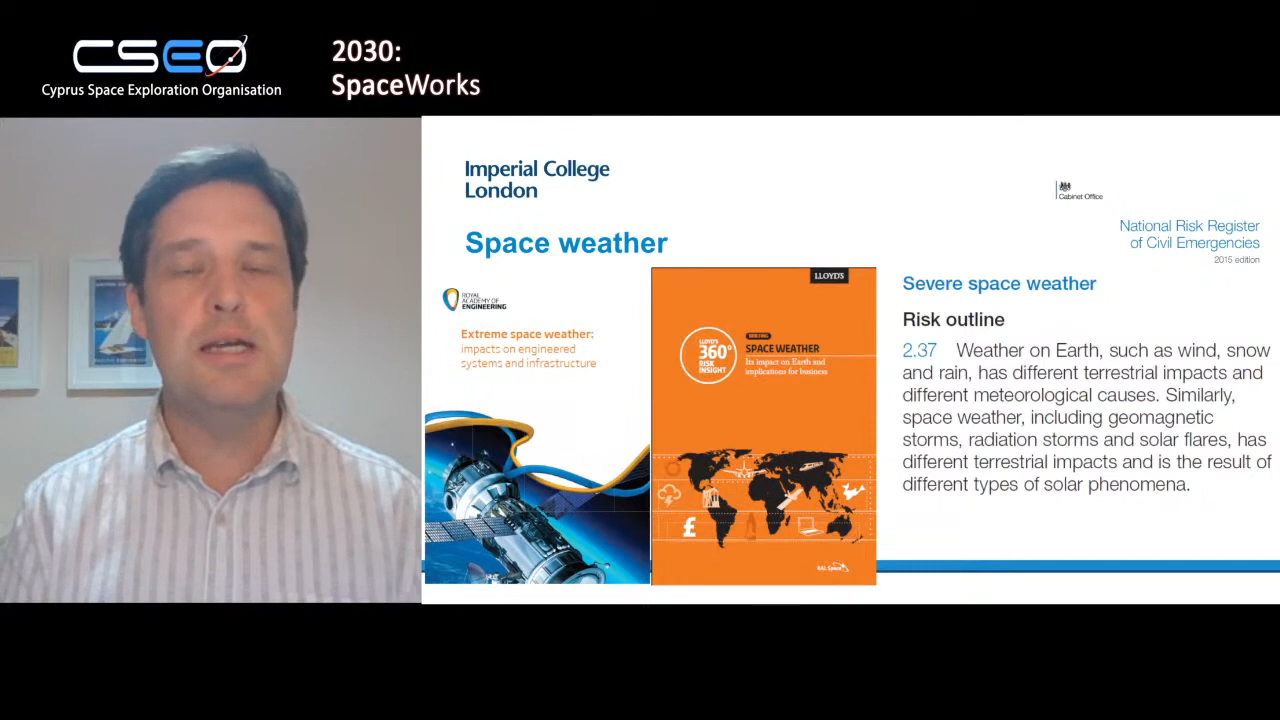 CSEO
Cyprus Space Exploration Organisation
2030:
SpaceWorks
Imperial College
London
Cabinet Office
National Risk Register
of Civil Emergencies
2015 edition
Space weather
ROYAL
ACADEMY OF
ENGINEERING
Extreme space weather:
impacts on engineered
systems and infrastructure
LLOYD'S
BRIEFING
LLOYD'S
360°
RISK
INSIGHT
SPACE WEATHER
Its impact on Earth and
implications for business
£
RAL Space
Severe space weather
Risk outline
2.37 Weather on Earth, such as wind, snow
and rain, has different terrestrial impacts and
different meteorological causes. Similarly,
space weather, including geomagnetic
storms, radiation storms and solar flares, has
different terrestrial impacts and is the result of
different types of solar phenomena.